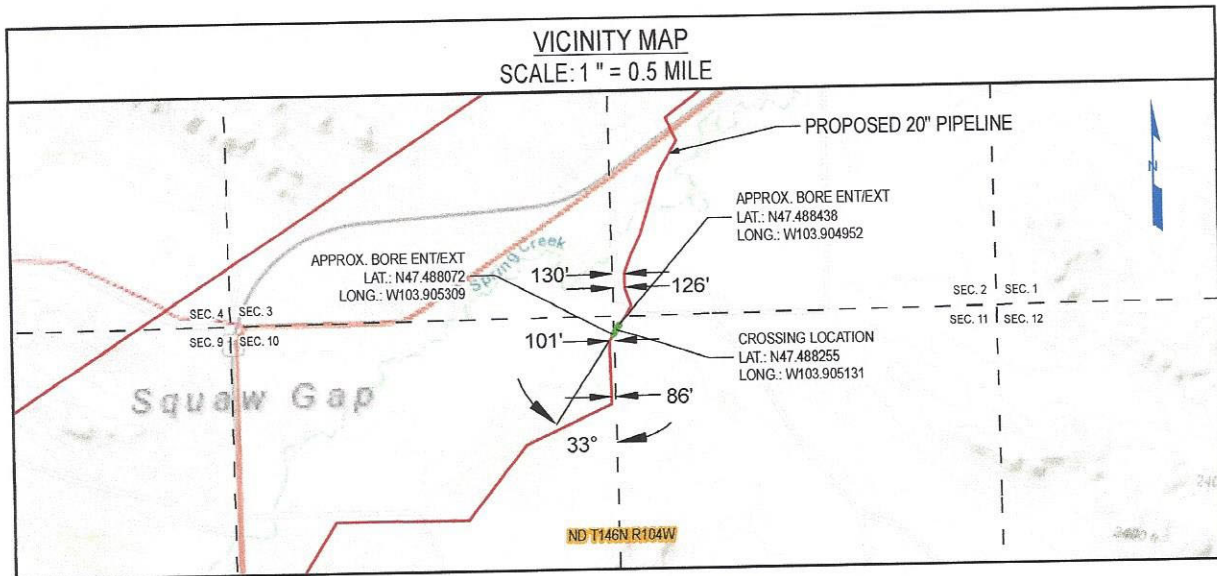 VICINITY MAP
SCALE: 1 " = 0.5 MILE
PROPOSED 20" PIPELINE
N
APPROX. BORE ENT/EXT
LAT.: N47.488438
LONG.: W103.904952
APPROX. BORE ENT/EXT
LAT.: N47.488072
LONG.: W103.905309
Spring Creek
130'
126'
SEC. 4
SEC. 3
SEC. 2
SEC. 1
SEC. 9
SEC. 10
SEC. 11
SEC. 12
101'
CROSSING LOCATION
LAT.: N47.488255
LONG.: W103.905131
Squaw Gap
86'
33°
ND T146N R104W